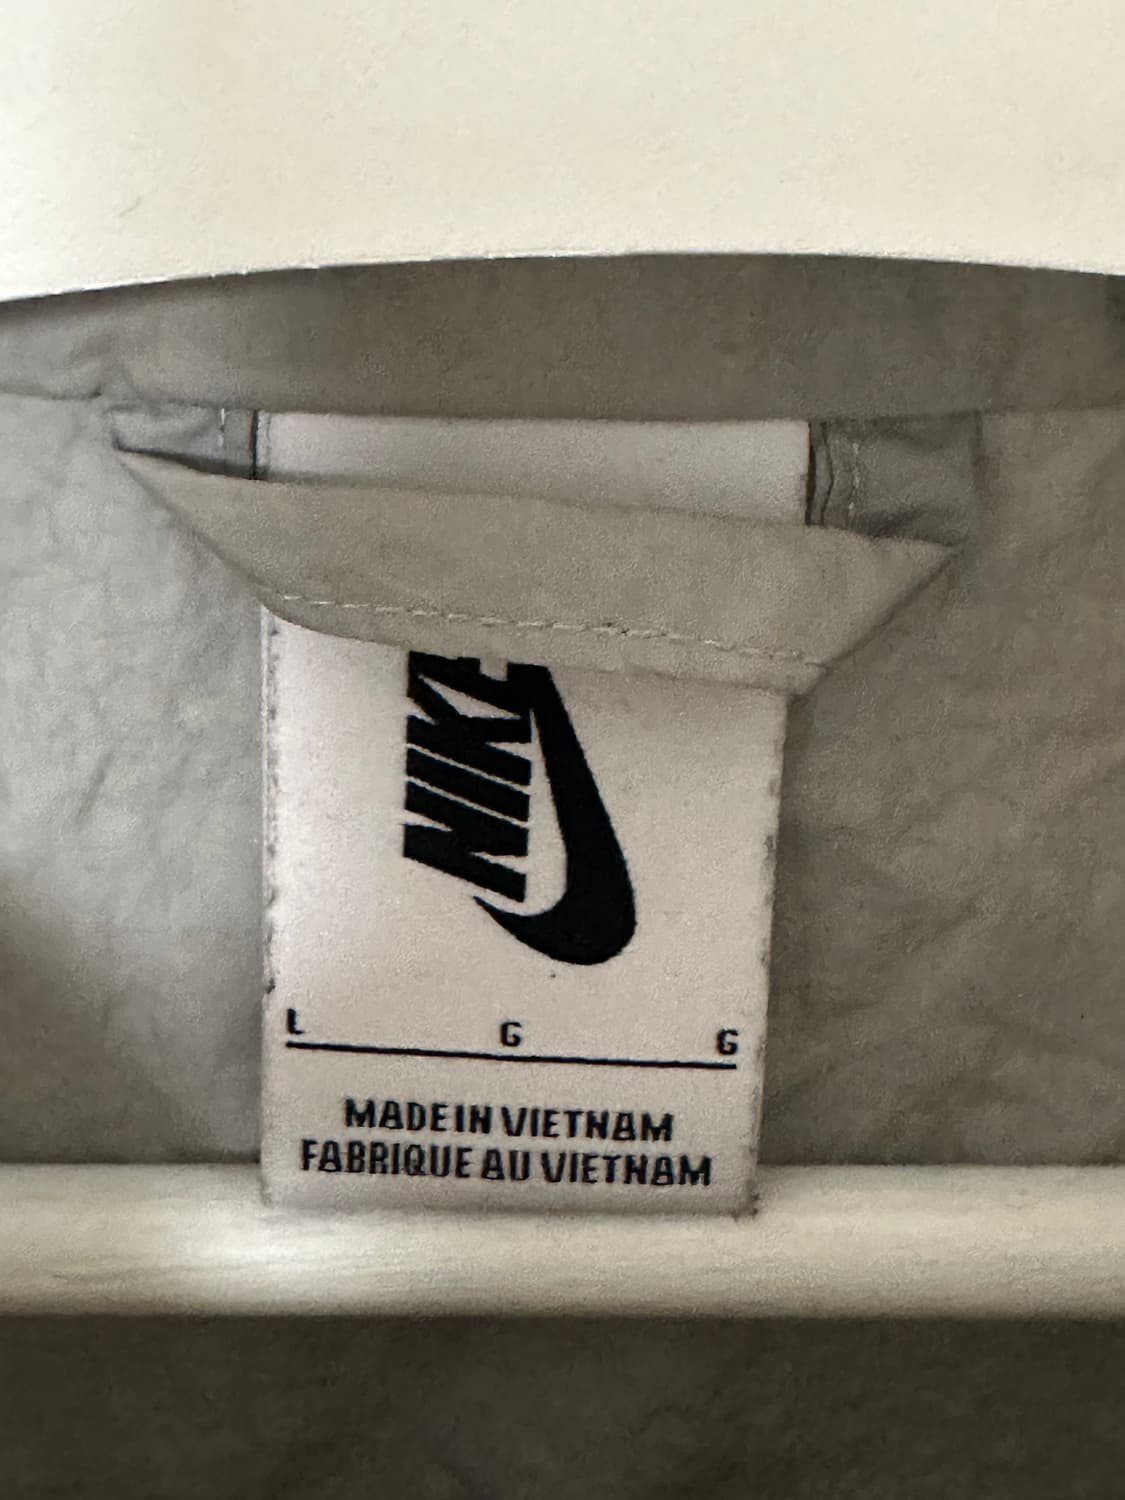 NIKE
L G G
MADE IN VIETNAM
FABRIQUE AU VIETNAM